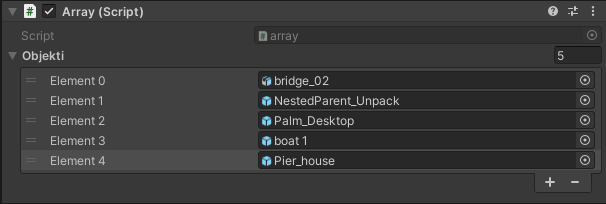 Array (Script)
Script array
Objekti 5
Element 0 bridge_02
Element 1 NestedParent_Unpack
Element 2 Palm_Desktop
Element 3 boat 1
Element 4 Pier_house